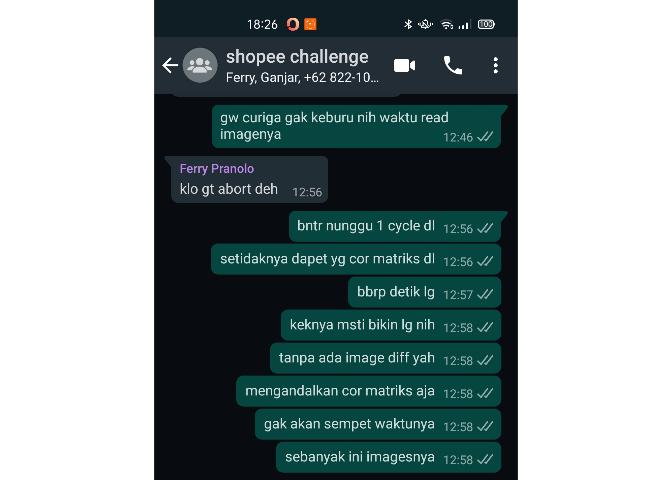 18:26
100
shopee challenge
Ferry, Ganjar, +62 822-10...
gw curiga gak keburu nih waktu read
imagenya
12:46
Ferry Pranolo
klo gt abort deh
12:56
bntr nunggu 1 cycle dl
12:56
setidaknya dapet yg cor matriks dl
12:56
bbrp detik lg
12:57
keknya msti bikin lg nih
12:58
tanpa ada image diff yah
12:58
mengandalkan cor matriks aja
12:58
gak akan sempet waktunya
12:58
sebanyak ini imagesnya
12:58